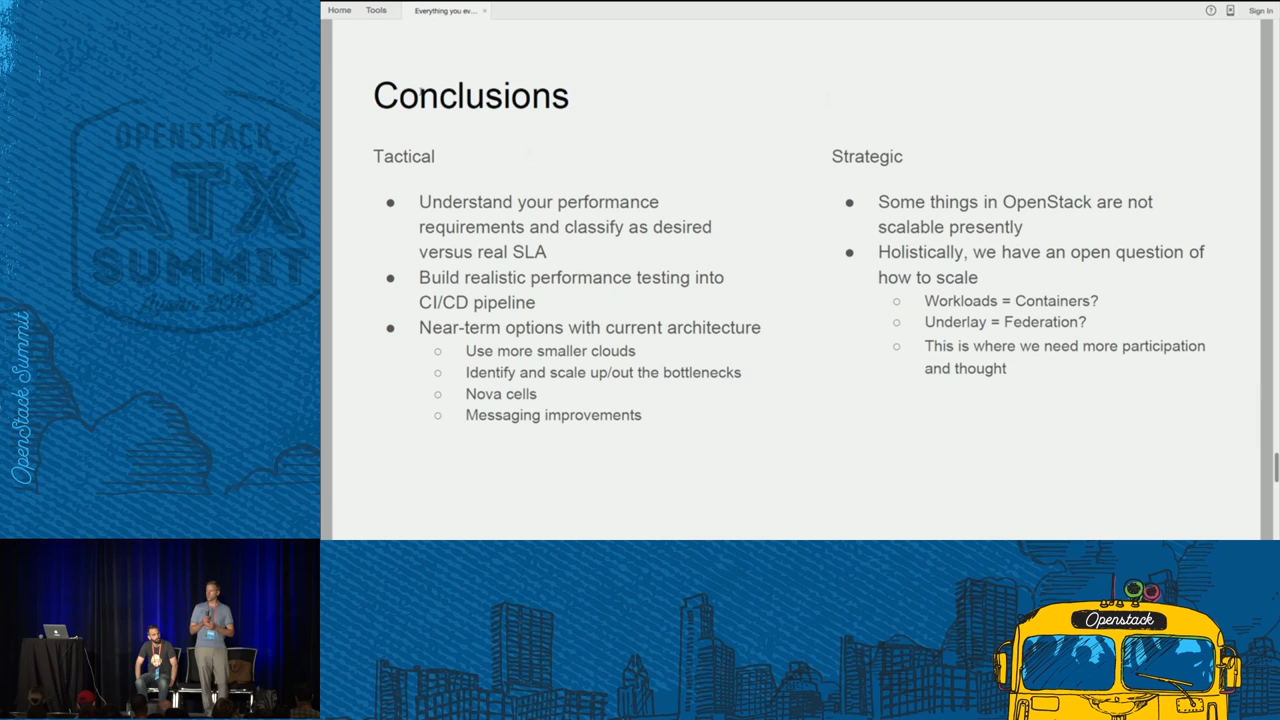 Home Tools Everything you ev... × Sign In
Conclusions
Tactical
● Understand your performance
requirements and classify as desired
versus real SLA
● Build realistic performance testing into
CI/CD pipeline
● Near-term options with current architecture
○ Use more smaller clouds
○ Identify and scale up/out the bottlenecks
○ Nova cells
○ Messaging improvements
Strategic
● Some things in OpenStack are not
scalable presently
● Holistically, we have an open question of
how to scale
○ Workloads = Containers?
○ Underlay = Federation?
○ This is where we need more participation
and thought
OPENSTACK
ATX
SUMMIT
Austin 2016
OpenStack Summit
Openstack